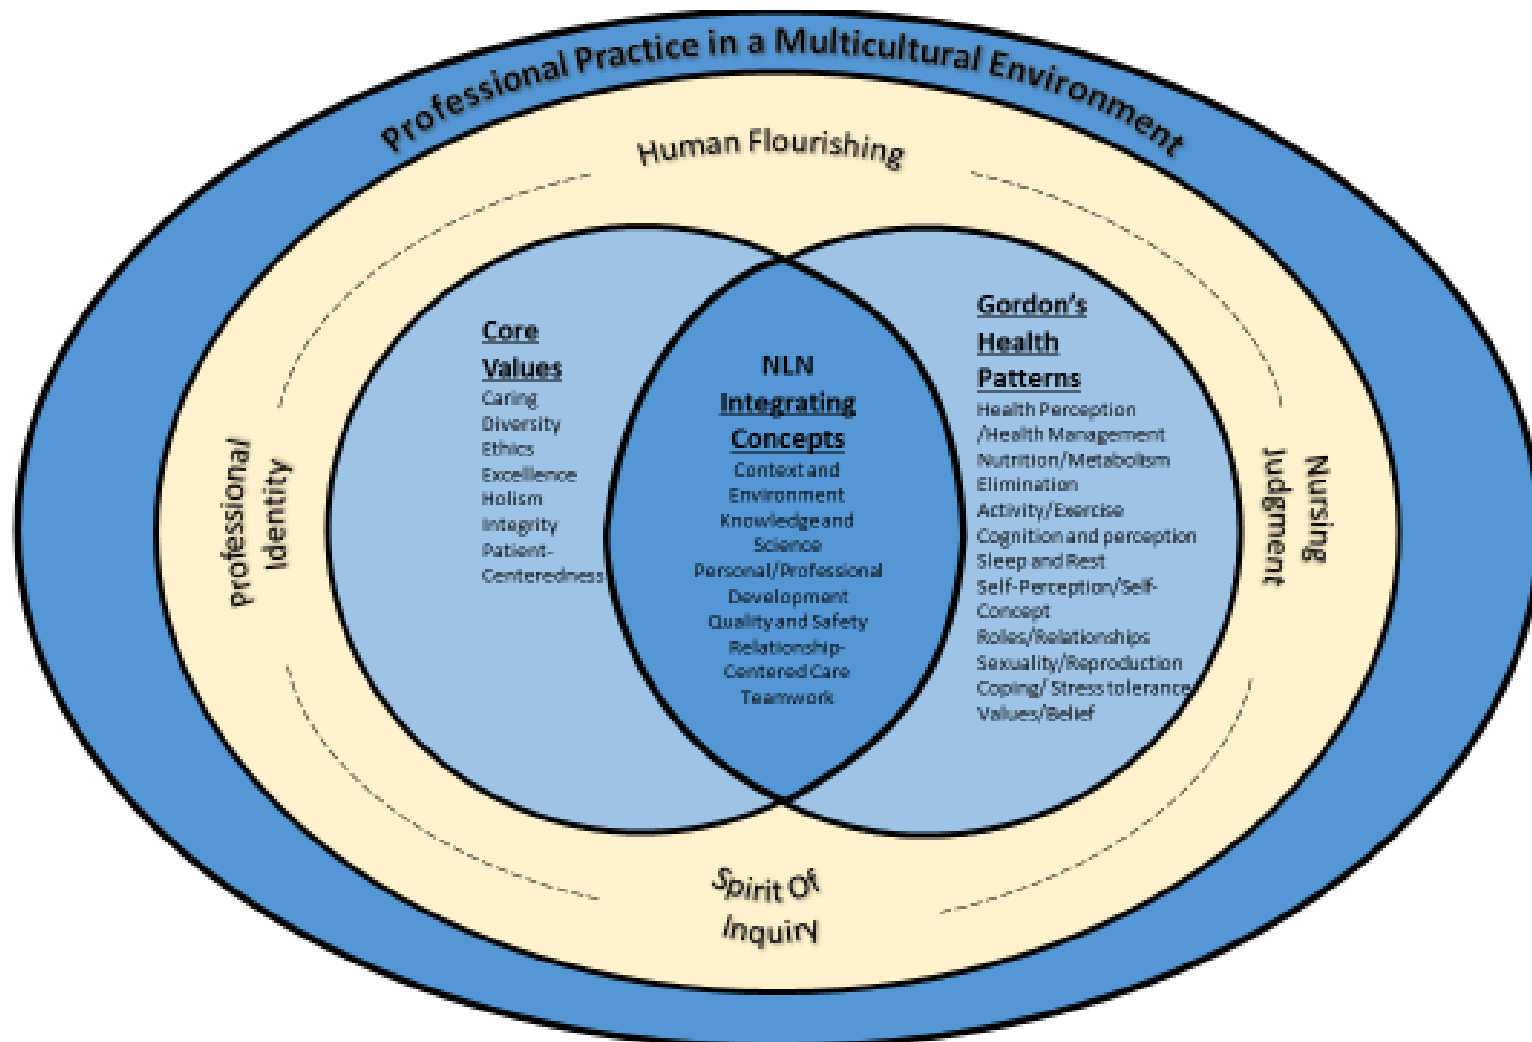 Professional Practice in a Multicultural Environment
Human Flourishing
Professional/
Identity
Core
Values
Caring
Diversity
Ethics
Excellence
Holism
Integrity
Patient-
Centeredness
NLN
Integrating
Concepts
Context and
Environment
Knowledge and
Science
Personal/Professional
Development
Quality and Safety
Relationship-
Centered Care
Teamwork
Gordon's
Health
Patterns
Health Perception
/Health Management
Nutrition/Metabolism
Elimination
Activity/Exercise
Cognition and perception
Sleep and Rest
Self-Perception/Self-
Concept
Roles/Relationships
Sexuality/Reproduction
Coping/ Stress tolerance
Values/Belief
Nursing
Judgment
Spirit Of
Inquiry